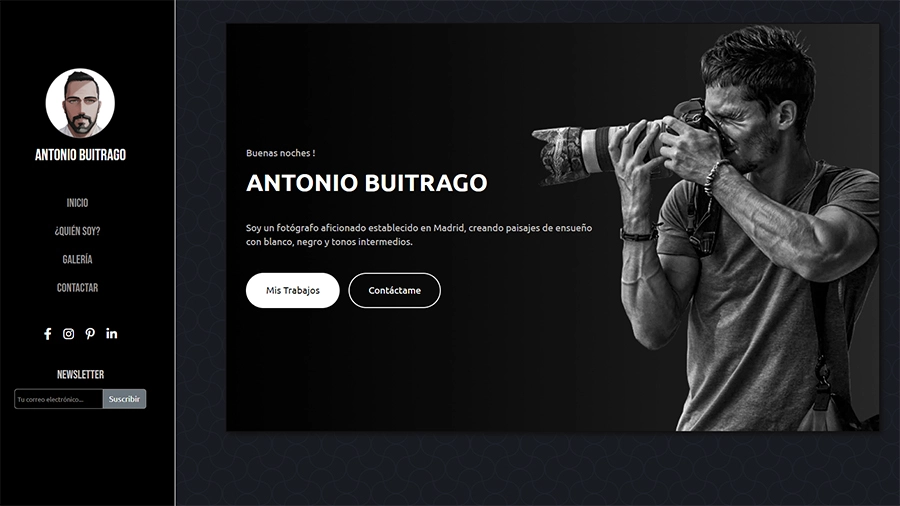 ANTONIO BUITRAGO
INICIO
¿QUIÉN SOY?
GALERÍA
CONTACTAR
NEWSLETTER
Tu correo electrónico...
Suscribir
Buenas noches !
ANTONIO BUITRAGO
Soy un fotógrafo aficionado establecido en Madrid, creando paisajes de ensueño
con blanco, negro y tonos intermedios.
Mis Trabajos
Contáctame